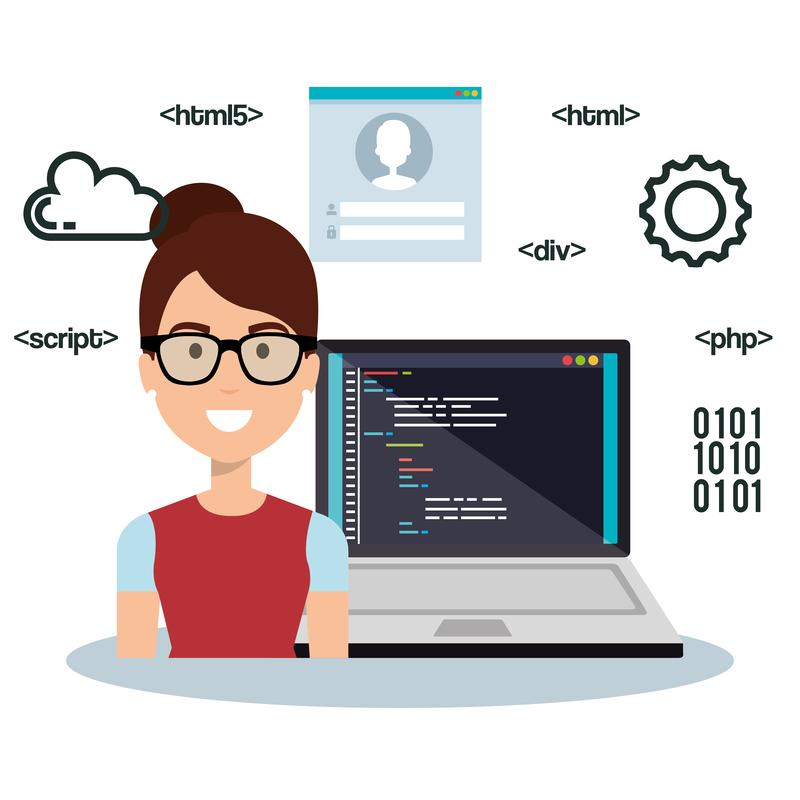 <html5>
<html>
<div>
<script>
<php>
0101
1010
0101